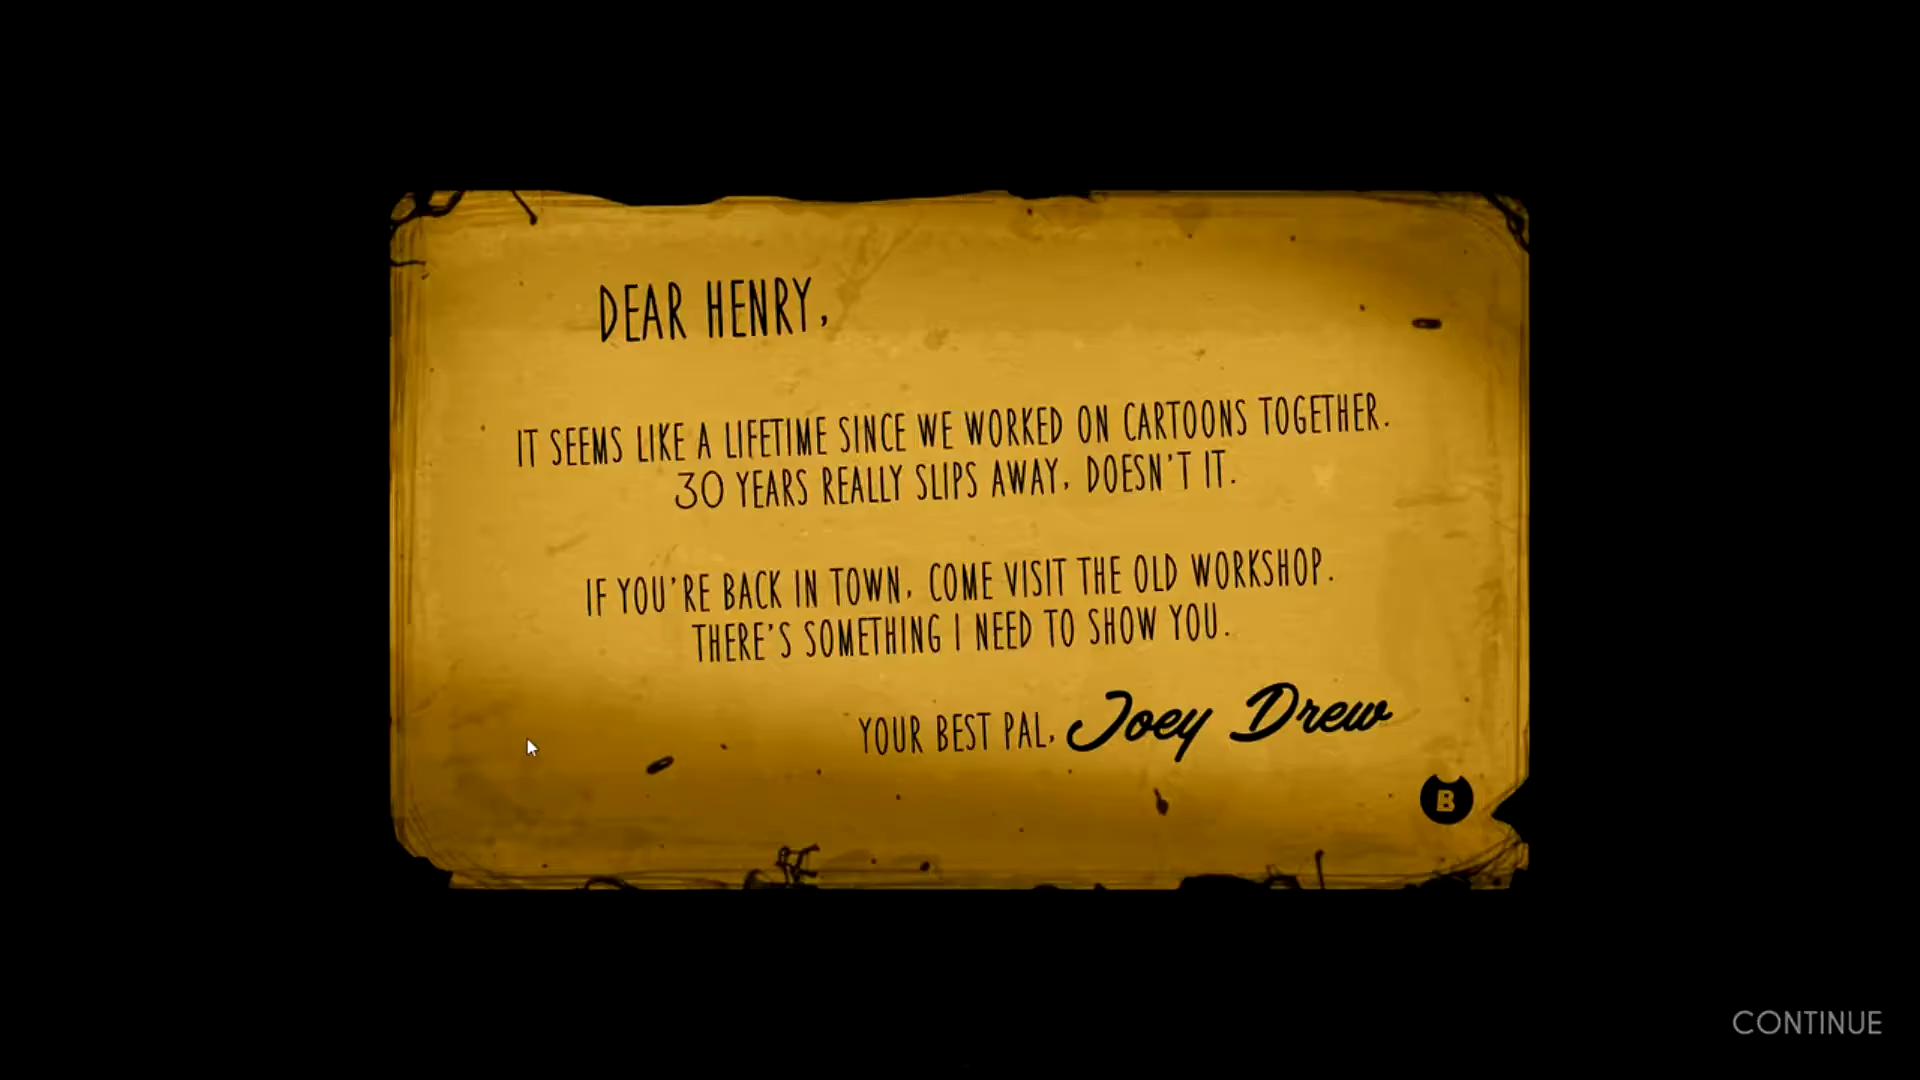 DEAR HENRY,
IT SEEMS LIKE A LIFETIME SINCE WE WORKED ON CARTOONS TOGETHER.
30 YEARS REALLY SLIPS AWAY, DOESN'T IT.
IF YOU'RE BACK IN TOWN, COME VISIT THE OLD WORKSHOP.
THERE'S SOMETHING I NEED TO SHOW YOU.
YOUR BEST PAL, Joey Drew
B
CONTINUE